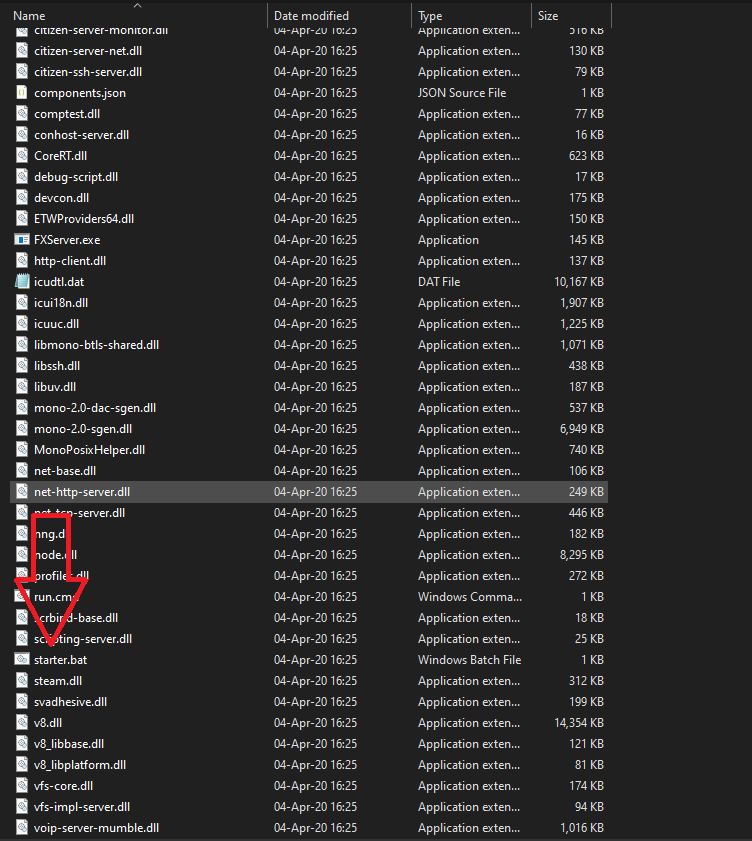 Name Date modified Type Size
citizen-server-monitor.dll 04-Apr-20 16:25 Application exten... 516 KB
citizen-server-net.dll 04-Apr-20 16:25 Application exten... 130 KB
citizen-ssh-server.dll 04-Apr-20 16:25 Application exten... 79 KB
components.json 04-Apr-20 16:25 JSON Source File 1 KB
comptest.dll 04-Apr-20 16:25 Application exten... 77 KB
conhost-server.dll 04-Apr-20 16:25 Application exten... 16 KB
CoreRT.dll 04-Apr-20 16:25 Application exten... 623 KB
debug-script.dll 04-Apr-20 16:25 Application exten... 17 KB
devcon.dll 04-Apr-20 16:25 Application exten... 175 KB
ETWProviders64.dll 04-Apr-20 16:25 Application exten... 150 KB
FXServer.exe 04-Apr-20 16:25 Application 145 KB
http-client.dll 04-Apr-20 16:25 Application exten... 137 KB
icudtl.dat 04-Apr-20 16:25 DAT File 10,167 KB
icui18n.dll 04-Apr-20 16:25 Application exten... 1,907 KB
icuuc.dll 04-Apr-20 16:25 Application exten... 1,225 KB
libmono-btls-shared.dll 04-Apr-20 16:25 Application exten... 1,071 KB
libssh.dll 04-Apr-20 16:25 Application exten... 438 KB
libuv.dll 04-Apr-20 16:25 Application exten... 187 KB
mono-2.0-dac-sgen.dll 04-Apr-20 16:25 Application exten... 537 KB
mono-2.0-sgen.dll 04-Apr-20 16:25 Application exten... 6,949 KB
MonoPosixHelper.dll 04-Apr-20 16:25 Application exten... 740 KB
net-base.dll 04-Apr-20 16:25 Application exten... 106 KB
net-http-server.dll 04-Apr-20 16:25 Application exten... 249 KB
net-tcp-server.dll 04-Apr-20 16:25 Application exten... 446 KB
nng.dll 04-Apr-20 16:25 Application exten... 182 KB
node.dll 04-Apr-20 16:25 Application exten... 8,295 KB
profiler.dll 04-Apr-20 16:25 Application exten... 272 KB
run.cmd 04-Apr-20 16:25 Windows Comma... 1 KB
scrbind-base.dll 04-Apr-20 16:25 Application exten... 18 KB
scripting-server.dll 04-Apr-20 16:25 Application exten... 25 KB
starter.bat 04-Apr-20 16:25 Windows Batch File 1 KB
steam.dll 04-Apr-20 16:25 Application exten... 312 KB
svadhesive.dll 04-Apr-20 16:25 Application exten... 199 KB
v8.dll 04-Apr-20 16:25 Application exten... 14,354 KB
v8_libbase.dll 04-Apr-20 16:25 Application exten... 121 KB
v8_libplatform.dll 04-Apr-20 16:25 Application exten... 81 KB
vfs-core.dll 04-Apr-20 16:25 Application exten... 174 KB
vfs-impl-server.dll 04-Apr-20 16:25 Application exten... 94 KB
voip-server-mumble.dll 04-Apr-20 16:25 Application exten... 1,016 KB